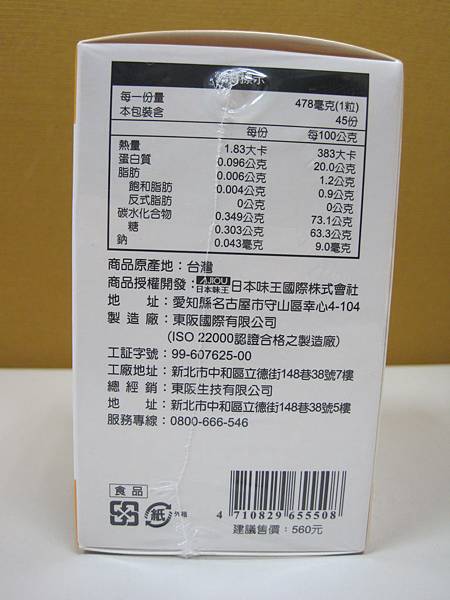 營養標示
每一份量 478毫克(1粒)
本包裝含 45份
每份 每100公克
熱量 1.83大卡 383大卡
蛋白質 0.096公克 20.0公克
脂肪 0.006公克 1.2公克
飽和脂肪 0.004公克 0.9公克
反式脂肪 0公克 0公克
碳水化合物 0.349公克 73.1公克
糖 0.303公克 63.3公克
鈉 0.043毫克 9.0毫克
商品原產地：台灣
商品授權開發：AJIOU 日本味王 日本味王國際株式會社
地 址：愛知縣名古屋市守山區幸心4-104
製 造 廠：東阪國際有限公司
(ISO 22000認證合格之製造廠)
工証字號：99-607625-00
工廠地址：新北市中和區立德街148巷38號7樓
總 經 銷：東阪生技有限公司
地 址：新北市中和區立德街148巷38號5樓
服務專線：0800-666-546
食品
紙 外箱
4 710829 655508
建議售價：560元